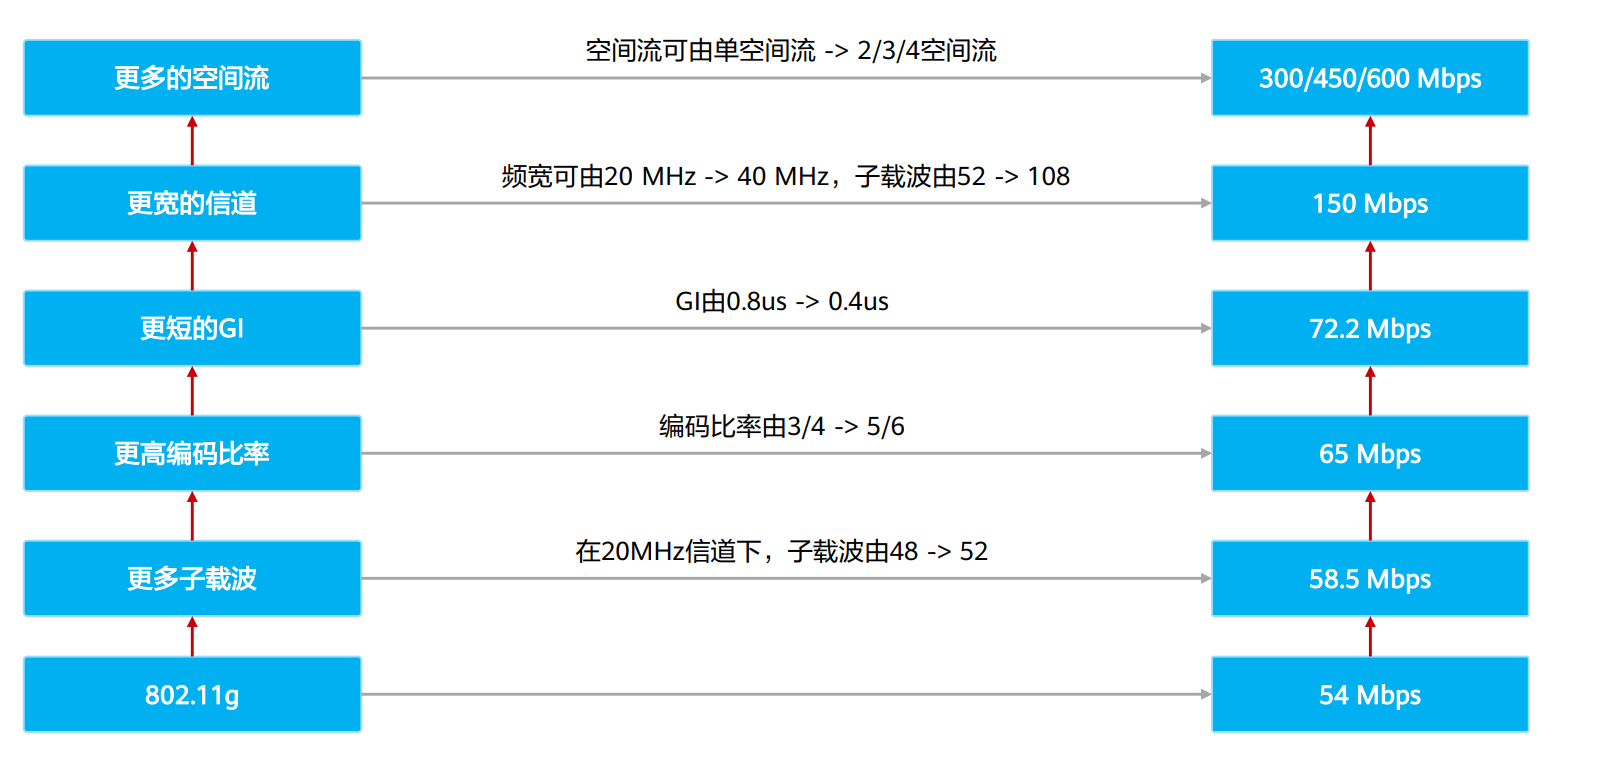 空间流可由单空间流 -> 2/3/4空间流
更多的空间流
300/450/600 Mbps
频宽可由20 MHz -> 40 MHz，子载波由52 -> 108
更宽的信道
150 Mbps
GI由0.8us -> 0.4us
更短的GI
72.2 Mbps
编码比率由3/4 -> 5/6
更高编码比率
65 Mbps
在20MHz信道下，子载波由48 -> 52
更多子载波
58.5 Mbps
802.11g
54 Mbps